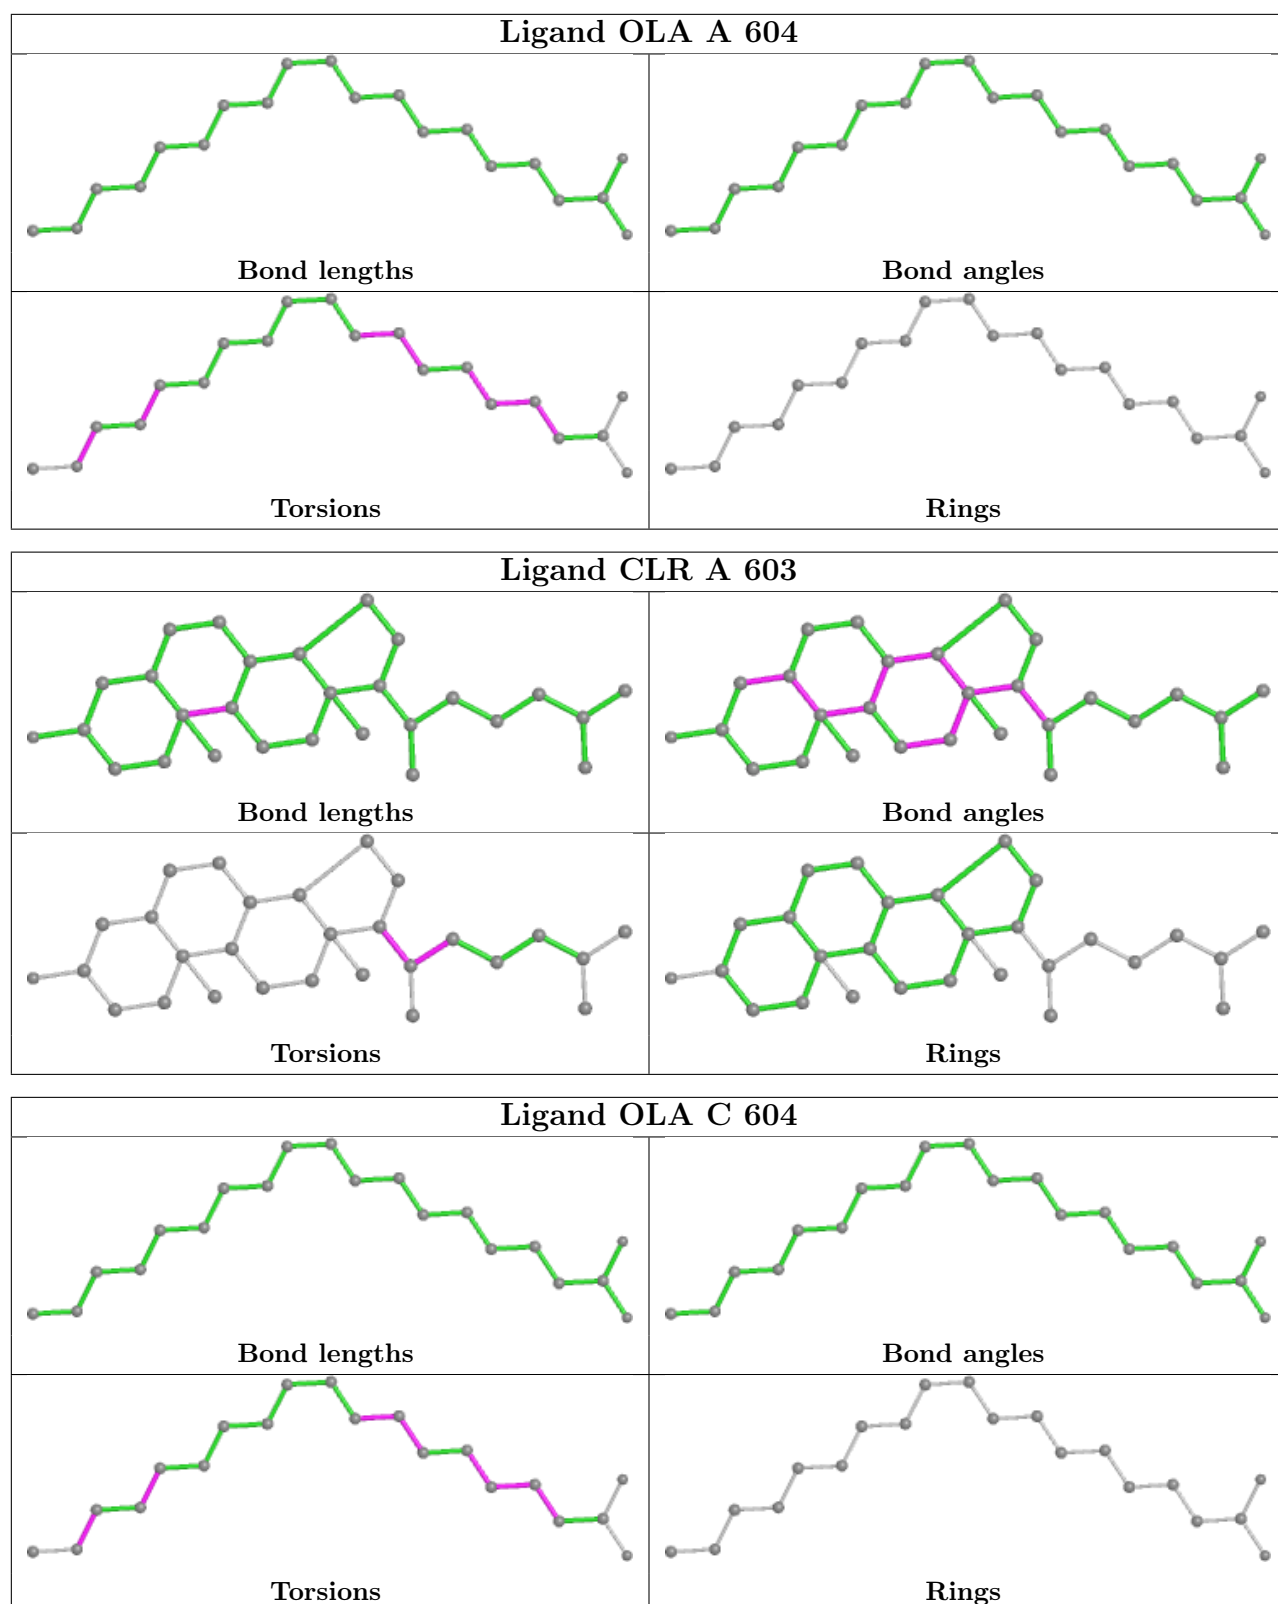 Ligand OLA A 604
Bond lengths
Bond angles
Torsions
Rings
Ligand CLR A 603
Bond lengths
Bond angles
Torsions
Rings
Ligand OLA C 604
Bond lengths
Bond angles
Torsions
Rings